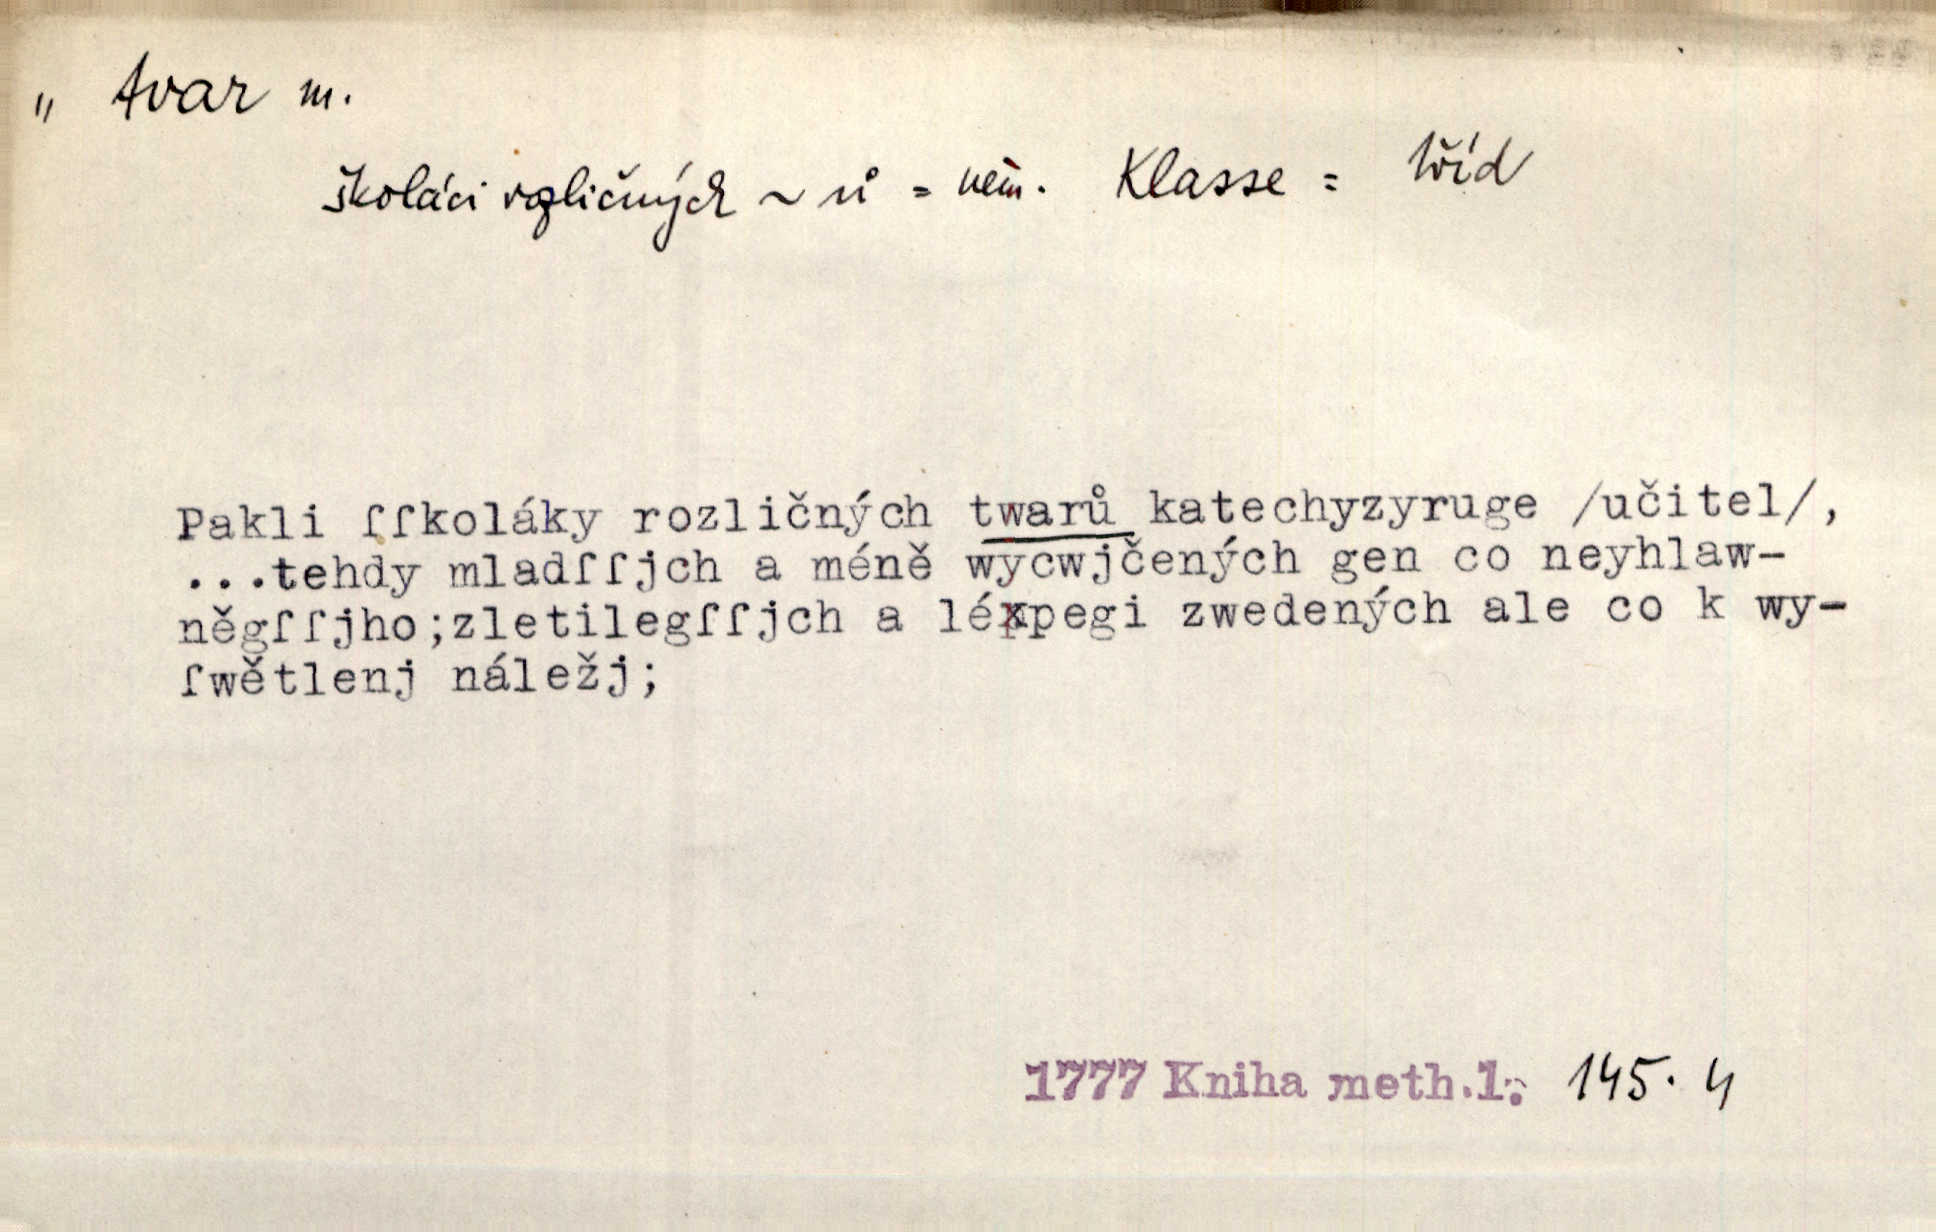 „ tvar m.
školáci rozličných ~ ů = něm. Klasse = tříd
Pakli ſſkoláky rozličných twarů katechyzyruge /učitel/,
...tehdy mladſſjch a méně wycwjčených gen co neyhlaw-
něgſſjho;zletilegſſjch a lépegi zwedených ale co k wy-
ſwětlenj náležj;
1777 Kniha meth.1. 145. 4